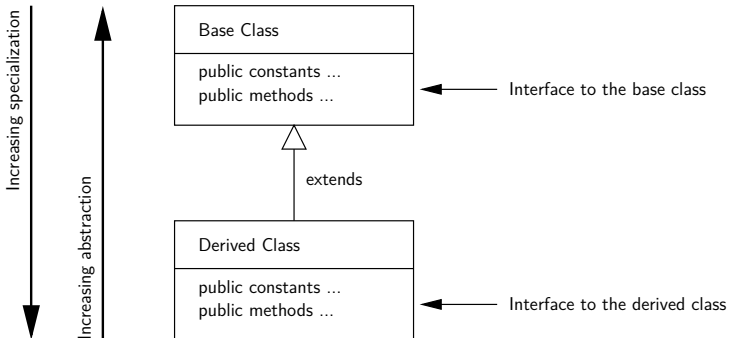 Increasing specialization
Increasing abstraction
Base Class
public constants ...
public methods ...
Interface to the base class
extends
Derived Class
public constants ...
public methods ...
Interface to the derived class